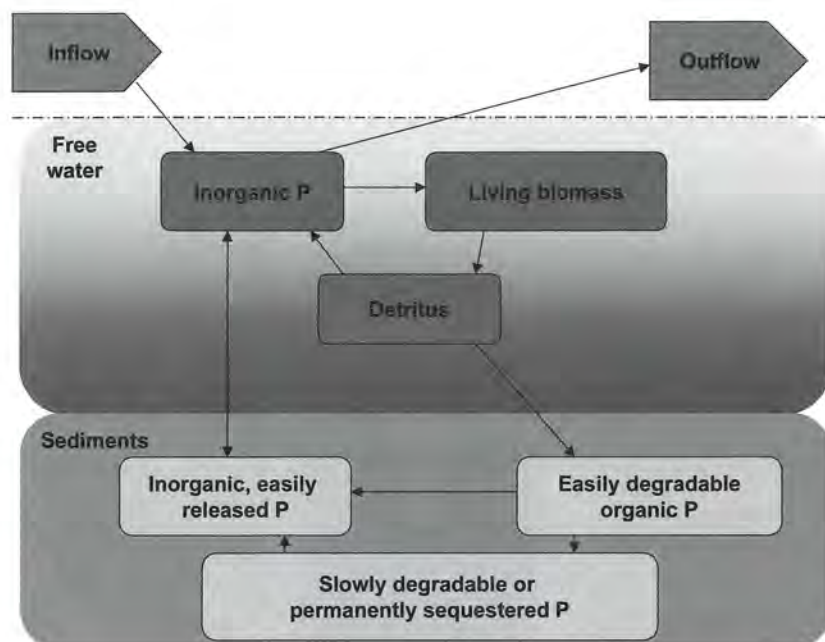 Inflow
Outflow
Free
water
Inorganic P
Living biomass
Detritus
Sediments
Inorganic, easily
released P
Easily degradable
organic P
Slowly degradable or
permanently sequestered P